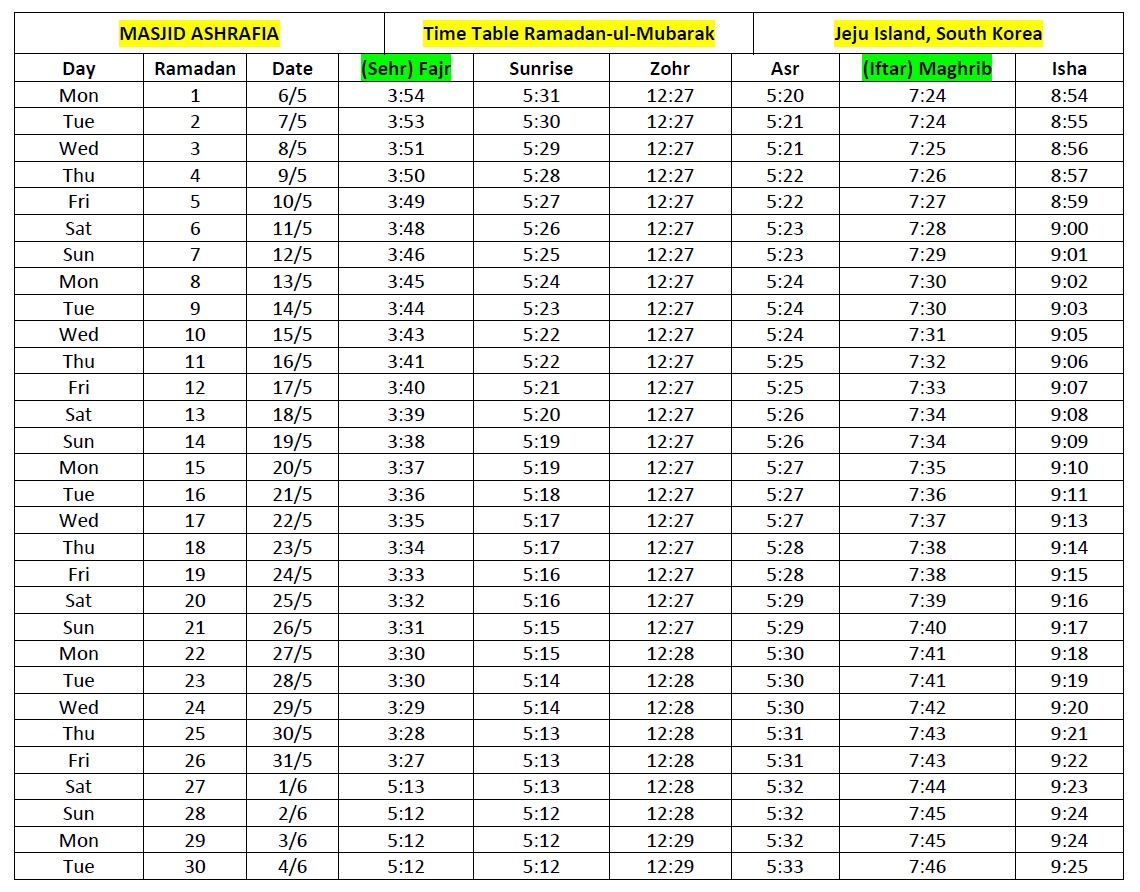 MASJID ASHRAFIA Time Table Ramadan-ul-Mubarak Jeju Island, South Korea
Day Ramadan Date (Sehr) Fajr Sunrise Zohr Asr (Iftar) Maghrib Isha
Mon 1 6/5 3:54 5:31 12:27 5:20 7:24 8:54
Tue 2 7/5 3:53 5:30 12:27 5:21 7:24 8:55
Wed 3 8/5 3:51 5:29 12:27 5:21 7:25 8:56
Thu 4 9/5 3:50 5:28 12:27 5:22 7:26 8:57
Fri 5 10/5 3:49 5:27 12:27 5:22 7:27 8:59
Sat 6 11/5 3:48 5:26 12:27 5:23 7:28 9:00
Sun 7 12/5 3:46 5:25 12:27 5:23 7:29 9:01
Mon 8 13/5 3:45 5:24 12:27 5:24 7:30 9:02
Tue 9 14/5 3:44 5:23 12:27 5:24 7:30 9:03
Wed 10 15/5 3:43 5:22 12:27 5:24 7:31 9:05
Thu 11 16/5 3:41 5:22 12:27 5:25 7:32 9:06
Fri 12 17/5 3:40 5:21 12:27 5:25 7:33 9:07
Sat 13 18/5 3:39 5:20 12:27 5:26 7:34 9:08
Sun 14 19/5 3:38 5:19 12:27 5:26 7:34 9:09
Mon 15 20/5 3:37 5:19 12:27 5:27 7:35 9:10
Tue 16 21/5 3:36 5:18 12:27 5:27 7:36 9:11
Wed 17 22/5 3:35 5:17 12:27 5:27 7:37 9:13
Thu 18 23/5 3:34 5:17 12:27 5:28 7:38 9:14
Fri 19 24/5 3:33 5:16 12:27 5:28 7:38 9:15
Sat 20 25/5 3:32 5:16 12:27 5:29 7:39 9:16
Sun 21 26/5 3:31 5:15 12:27 5:29 7:40 9:17
Mon 22 27/5 3:30 5:15 12:28 5:30 7:41 9:18
Tue 23 28/5 3:30 5:14 12:28 5:30 7:41 9:19
Wed 24 29/5 3:29 5:14 12:28 5:30 7:42 9:20
Thu 25 30/5 3:28 5:13 12:28 5:31 7:43 9:21
Fri 26 31/5 3:27 5:13 12:28 5:31 7:43 9:22
Sat 27 1/6 5:13 5:13 12:28 5:32 7:44 9:23
Sun 28 2/6 5:12 5:12 12:28 5:32 7:45 9:24
Mon 29 3/6 5:12 5:12 12:29 5:32 7:45 9:24
Tue 30 4/6 5:12 5:12 12:29 5:33 7:46 9:25